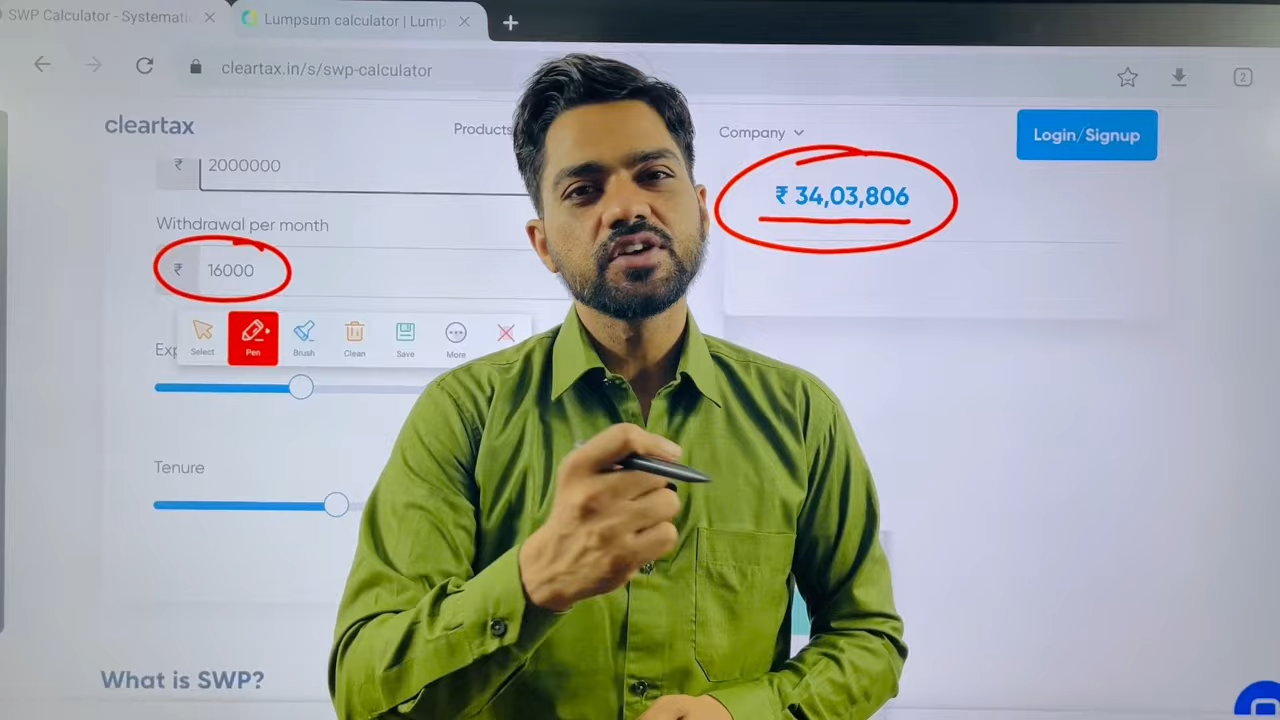 SWP Calculator - Systemati
Lumpsum calculator | Lump
cleartax.in/s/swp-calculator
2
cleartax
Products
Company
Login/Signup
₹ 2000000
₹ 34,03,806
Withdrawal per month
₹ 16000
Select
Pen
Brush
Clean
Save
More
Exp
Tenure
What is SWP?